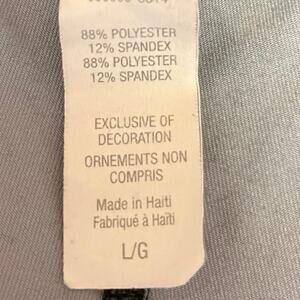 88% POLYESTER
12% SPANDEX
88% POLYESTER
12% SPANDEX
EXCLUSIVE OF
DECORATION
ORNEMENTS NON
COMPRIS
Made in Haiti
Fabriqué à Haïti
L/G